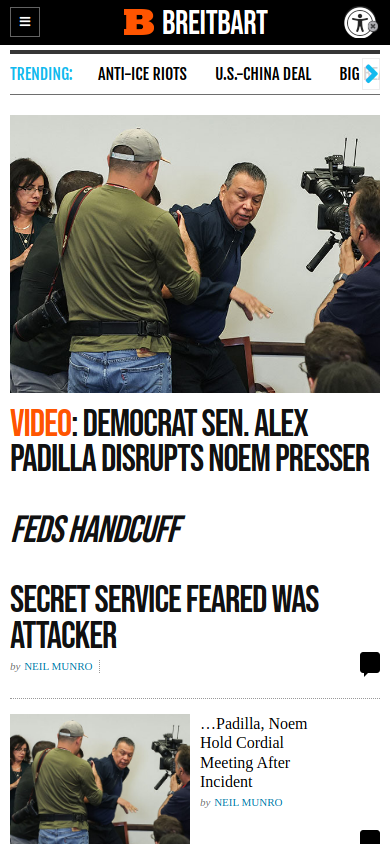 B BREITBART
TRENDING: ANTI-ICE RIOTS U.S.-CHINA DEAL BIG
VIDEO: DEMOCRAT SEN. ALEX
PADILLA DISRUPTS NOEM PRESSER
FEDS HANDCUFF
SECRET SERVICE FEARED WAS
ATTACKER
by NEIL MUNRO
…Padilla, Noem
Hold Cordial
Meeting After
Incident
by NEIL MUNRO